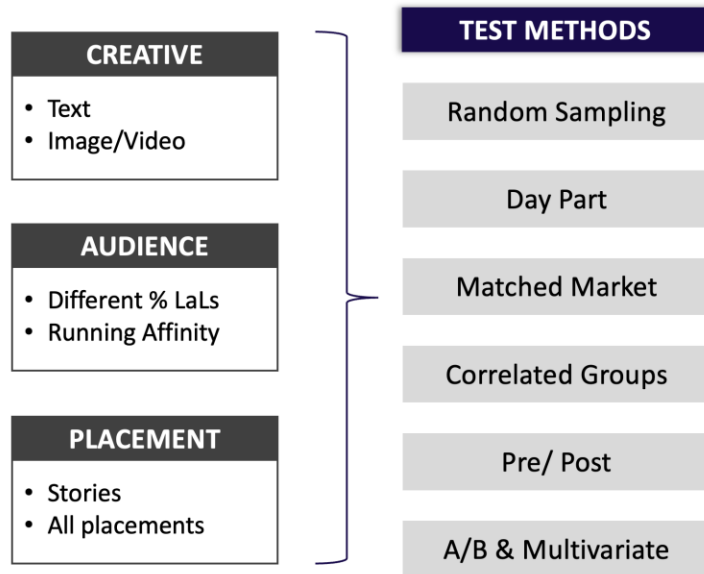 CREATIVE
• Text
• Image/Video
AUDIENCE
• Different % LaLs
• Running Affinity
PLACEMENT
• Stories
• All placements
TEST METHODS
Random Sampling
Day Part
Matched Market
Correlated Groups
Pre/ Post
A/B & Multivariate